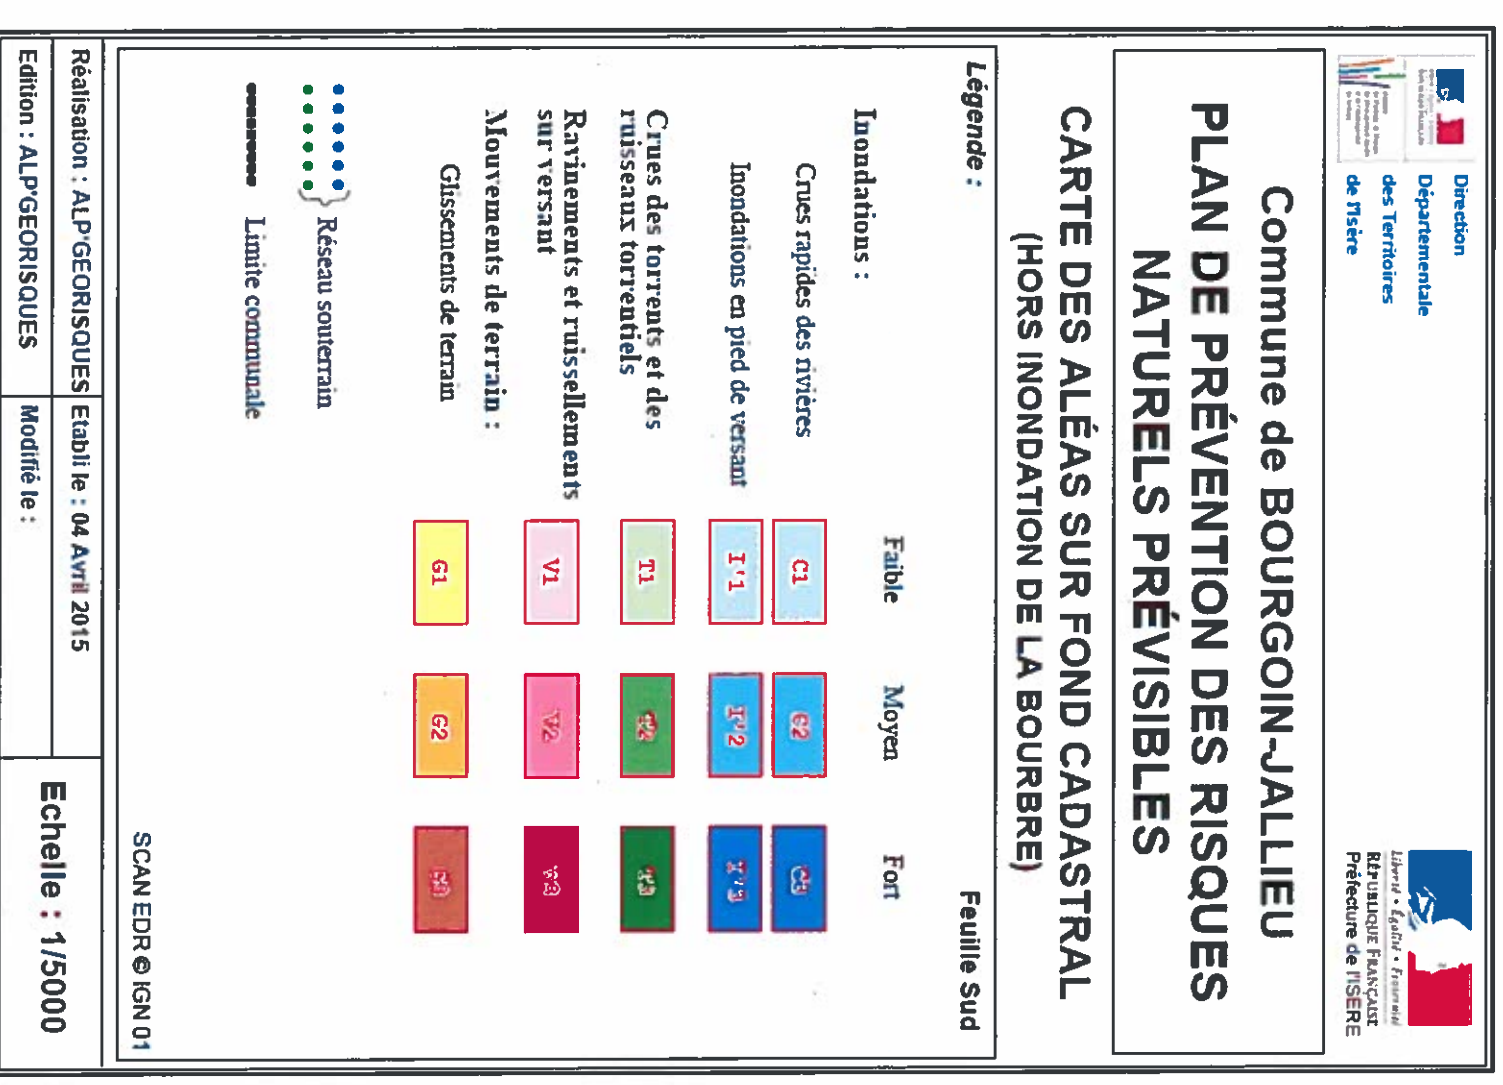 Direction
Départementale
des Territoires
de l'Isère
Liberté • Égalité • Fraternité
RÉPUBLIQUE FRANÇAISE
Préfecture de l'ISERE
Commune de BOURGOIN-JALLIEU
PLAN DE PRÉVENTION DES RISQUES
NATURELS PRÉVISIBLES
CARTE DES ALÉAS SUR FOND CADASTRAL
(HORS INONDATION DE LA BOURBRE)
Légende :
Feuille Sud
Faible Moyen Fort
Inondations :
Crues rapides des rivières C1 C2 C3
Inondations en pied de versant I'1 I'2 I'3
Crues des torrents et des
ruisseaux torrentiels T1 T2 T3
Ravinements et ruissellements
sur versant V1 V2 V3
Mouvements de terrain :
Glissements de terrain G1 G2 G3
Réseau souterrain
Limite communale
SCAN EDR © IGN 01
Réalisation : ALP'GEORISQUES Etabli le : 04 Avril 2015
Edition : ALP'GEORISQUES Modifié le :
Echelle : 1/5000